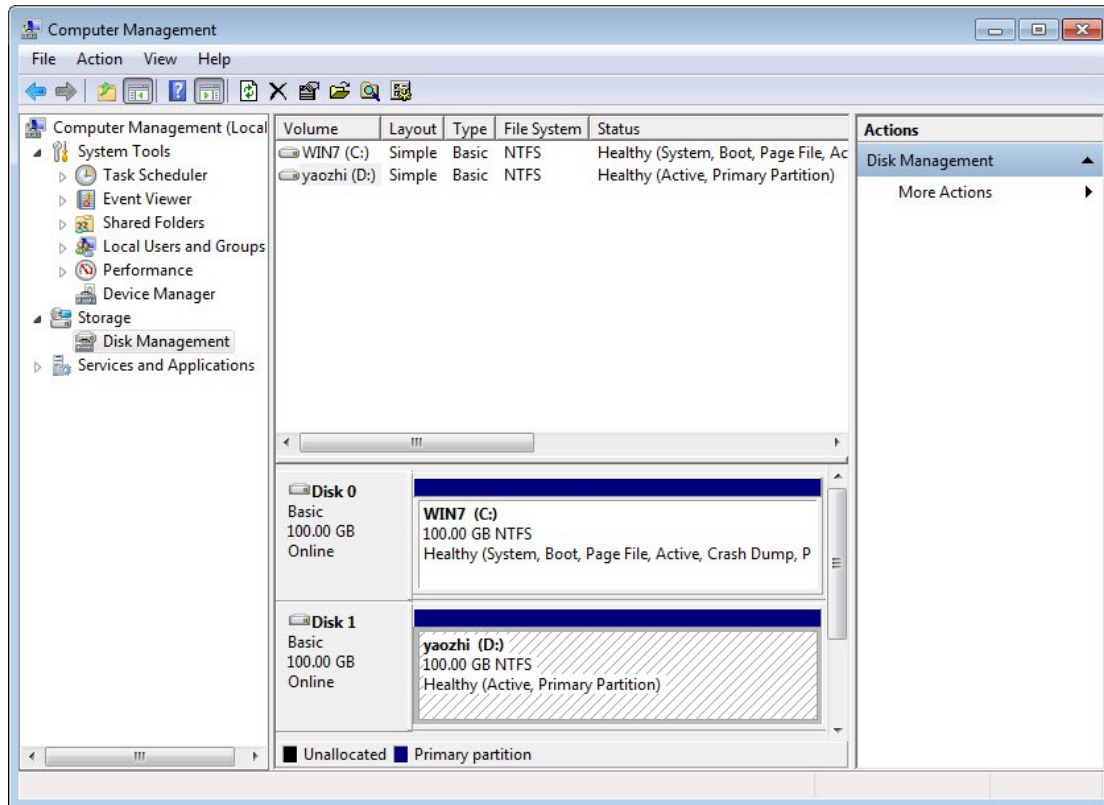 Computer Management
File Action View Help
Computer Management (Local
System Tools
Task Scheduler
Event Viewer
Shared Folders
Local Users and Groups
Performance
Device Manager
Storage
Disk Management
Services and Applications
Volume Layout Type File System Status
WIN7 (C:) Simple Basic NTFS Healthy (System, Boot, Page File, Ac
yaozhi (D:) Simple Basic NTFS Healthy (Active, Primary Partition)
Disk 0
Basic
100.00 GB
Online
WIN7 (C:)
100.00 GB NTFS
Healthy (System, Boot, Page File, Active, Crash Dump, P
Disk 1
Basic
100.00 GB
Online
yaozhi (D:)
100.00 GB NTFS
Healthy (Active, Primary Partition)
Unallocated Primary partition
Actions
Disk Management
More Actions